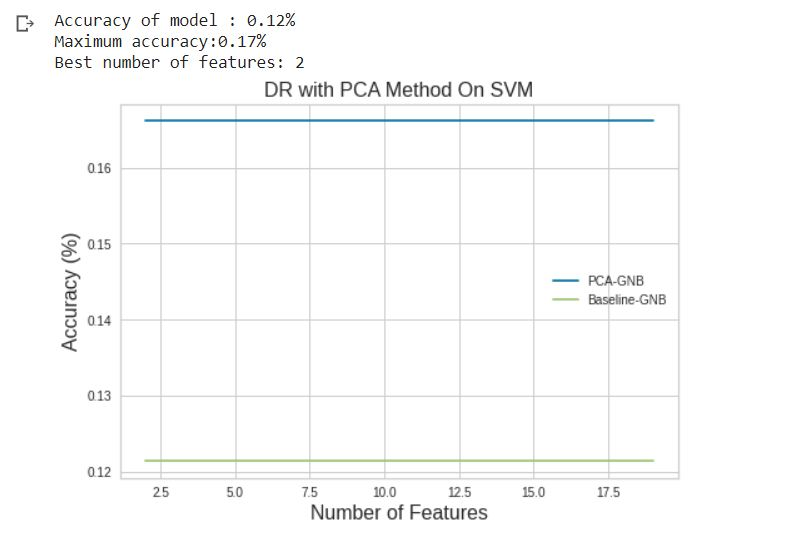 Accuracy of model : 0.12%
Maximum accuracy:0.17%
Best number of features: 2
DR with PCA Method On SVM
Accuracy (%)
0.16
0.15
0.14
0.13
0.12
PCA-GNB
Baseline-GNB
2.5 5.0 7.5 10.0 12.5 15.0 17.5
Number of Features